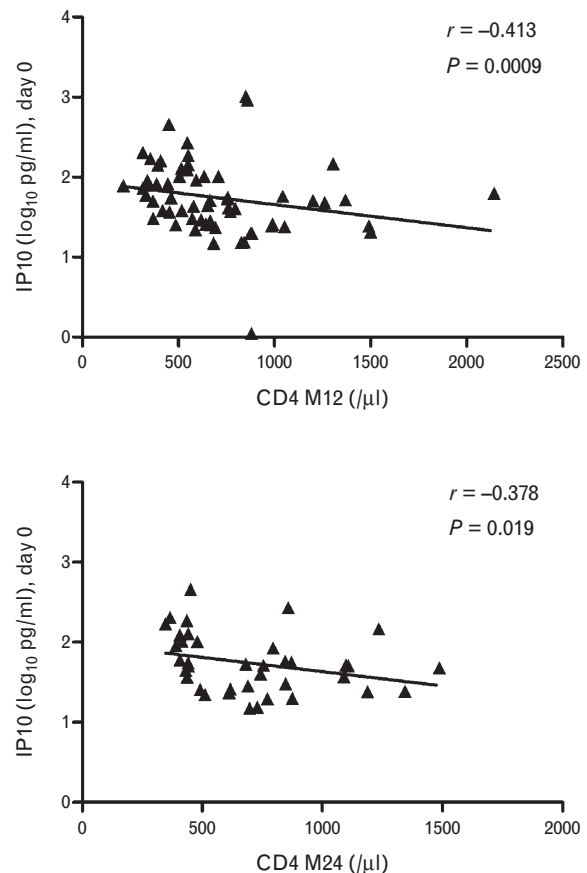 4
r = –0.413
P = 0.0009
3
2
1
0
IP10 (log10 pg/ml), day 0
0 500 1000 1500 2000 2500
CD4 M12 (/µl)
4
r = –0.378
P = 0.019
3
2
1
0
IP10 (log10 pg/ml), day 0
0 500 1000 1500 2000
CD4 M24 (/µl)